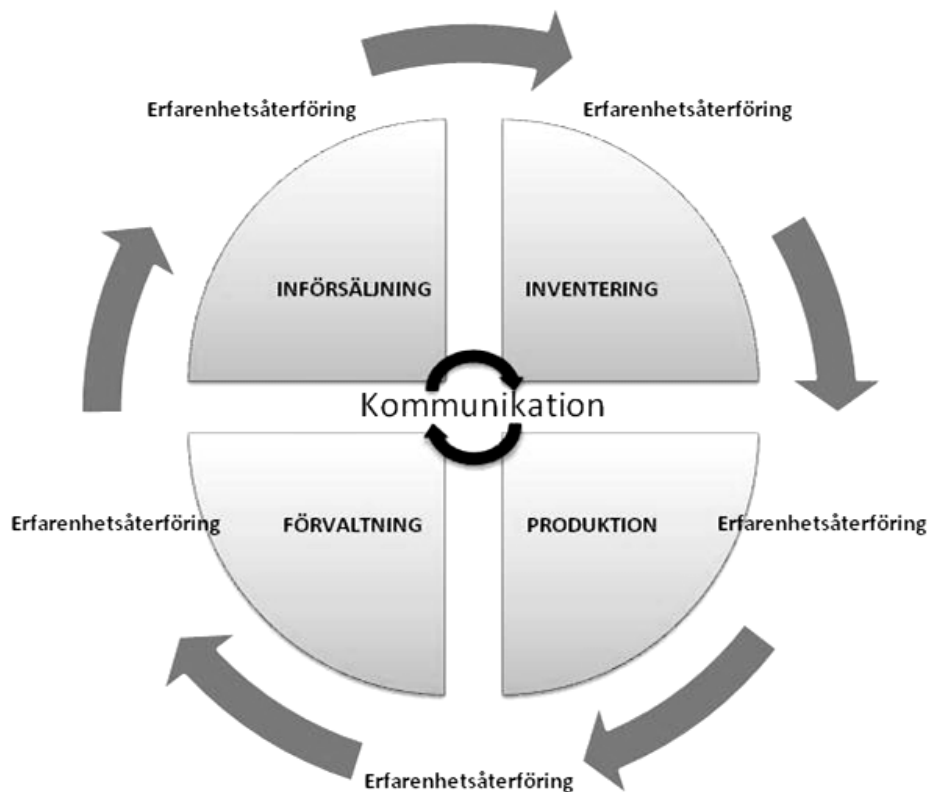 Erfarenhetsåterföring
Erfarenhetsåterföring
INFÖRSÄLJNING
INVENTERING
Kommunikation
Erfarenhetsåterföring
FÖRVALTNING
PRODUKTION
Erfarenhetsåterföring
Erfarenhetsåterföring